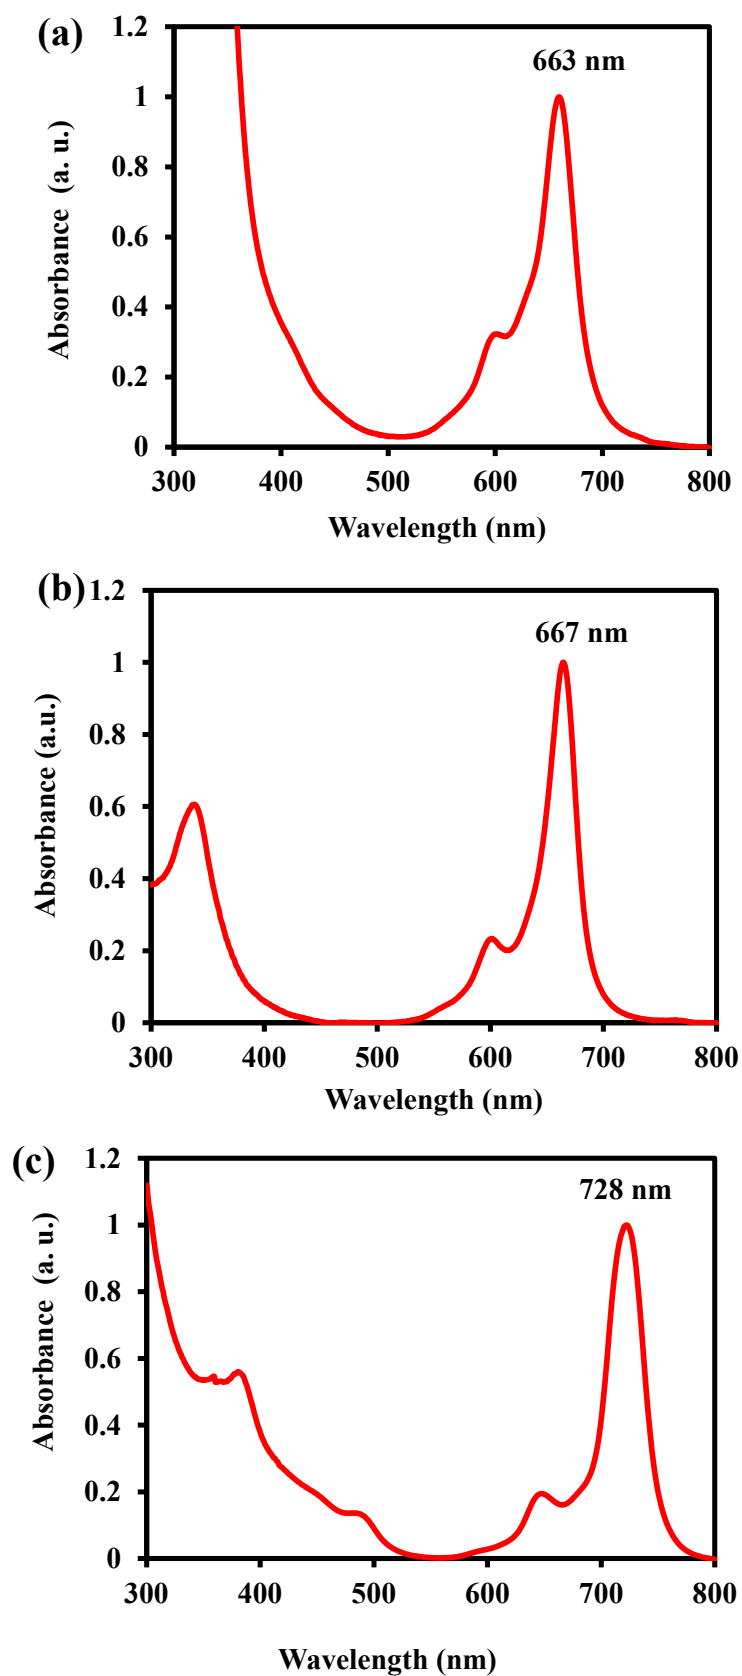 (a)
663 nm
1.2
1
0.8
0.6
0.4
0.2
0
Absorbance (a. u.)
300 400 500 600 700 800
Wavelength (nm)
(b)
667 nm
1.2
1
0.8
0.6
0.4
0.2
0
Absorbance (a.u.)
300 400 500 600 700 800
Wavelength (nm)
(c)
728 nm
1.2
1
0.8
0.6
0.4
0.2
0
Absorbance (a. u.)
300 400 500 600 700 800
Wavelength (nm)